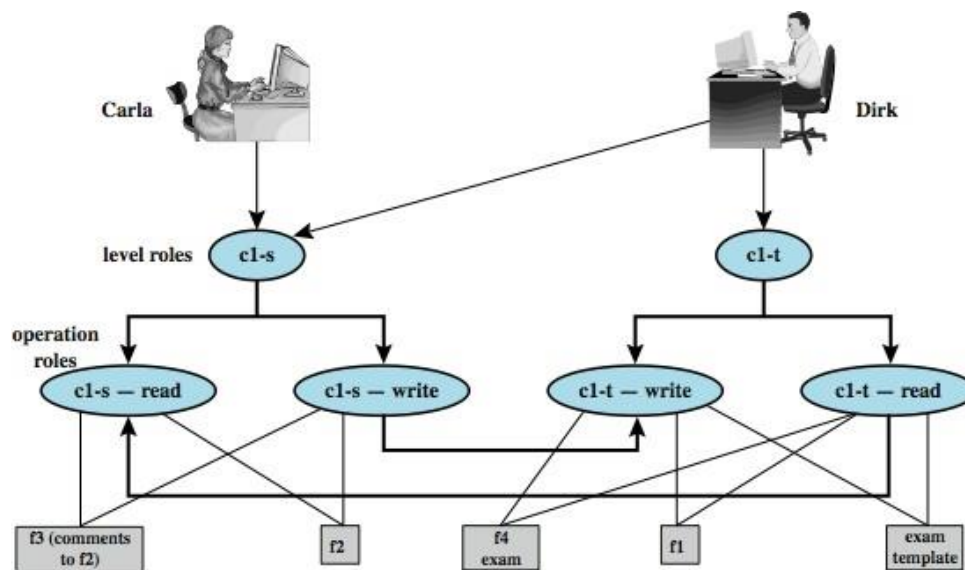 Carla
Dirk
level roles
c1-s
c1-t
operation
roles
c1-s — read
c1-s — write
c1-t — write
c1-t — read
f3 (comments
to f2)
f2
f4
exam
f1
exam
template